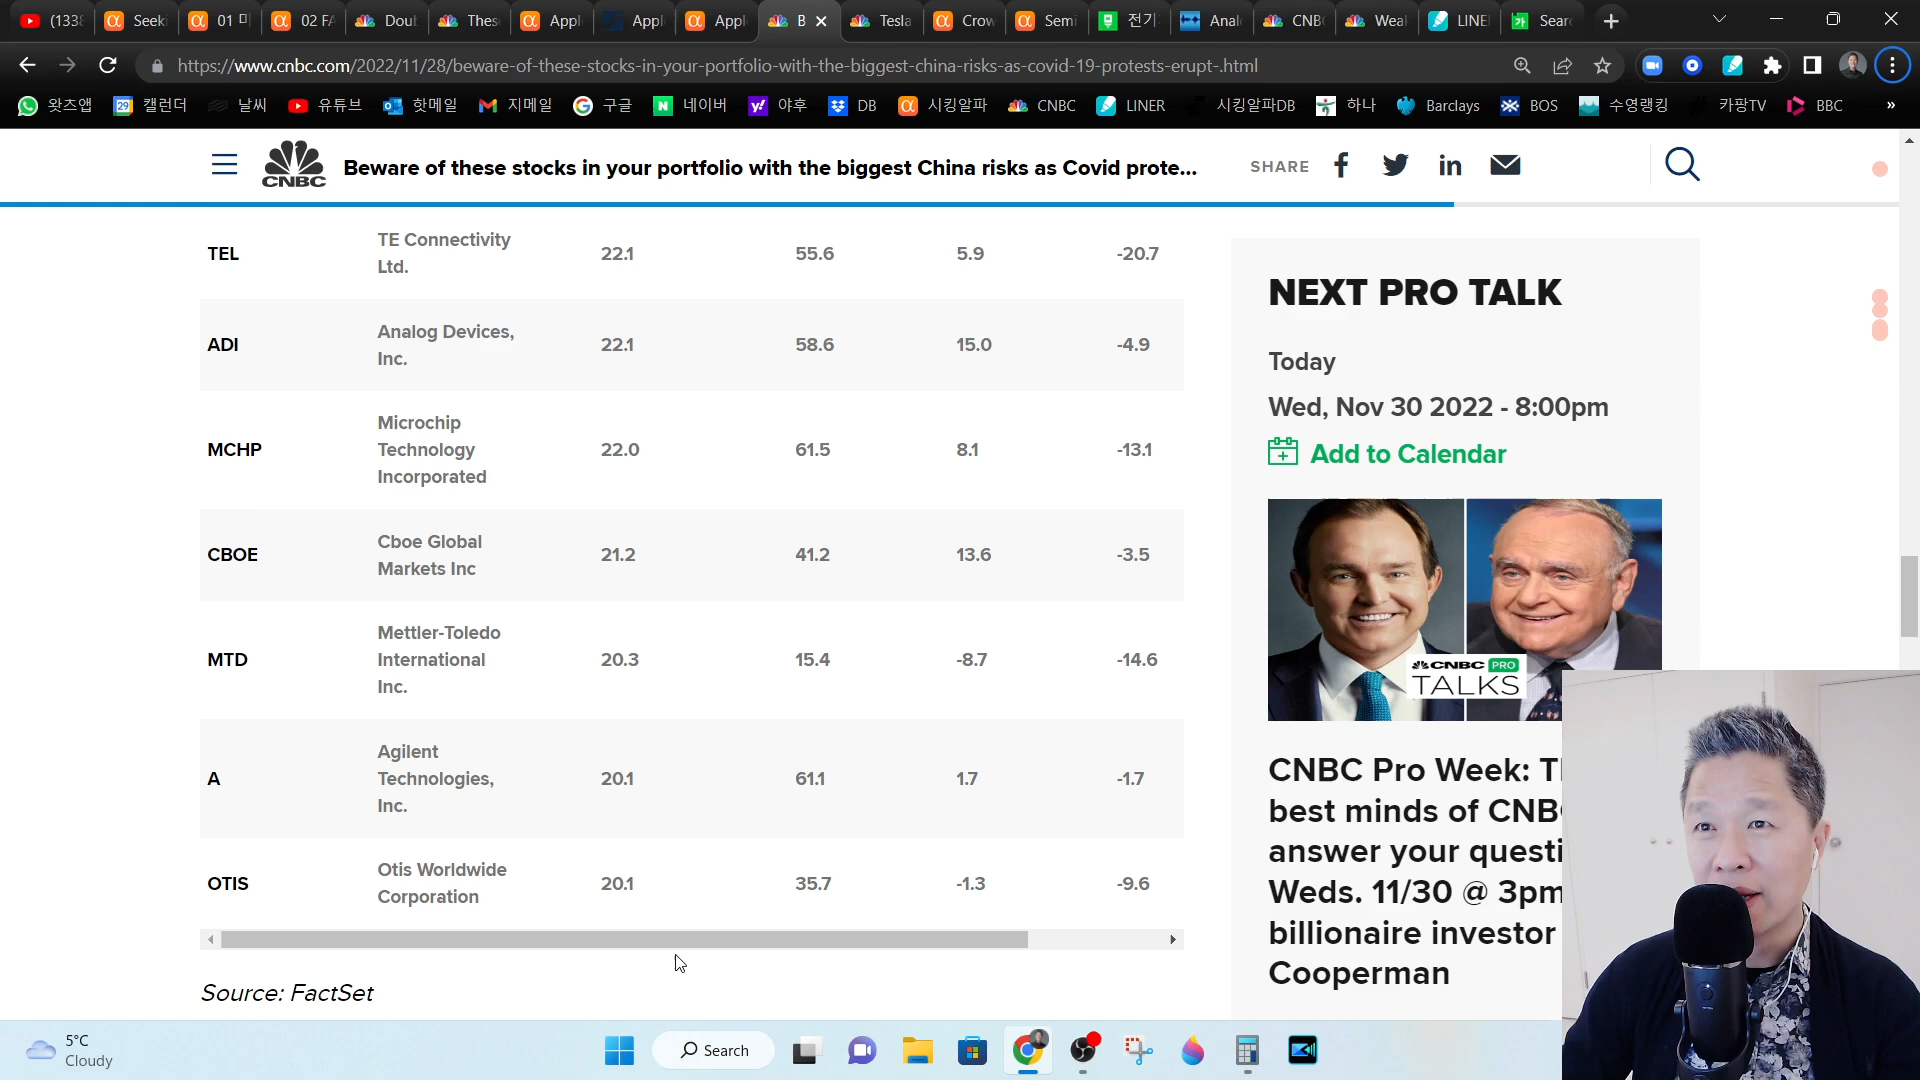 (1338
Seeki
01 미
02 FA
Doub
Thes
Appl
Appl
Appl
B
Tesla
Crow
Semi
전기
Anal
CNBC
Weal
LINE
Sear
https://www.cnbc.com/2022/11/28/beware-of-these-stocks-in-your-portfolio-with-the-biggest-china-risks-as-covid-19-protests-erupt-.html
왓츠앱
캘린더
날씨
유튜브
핫메일
지메일
구글
네이버
야후
DB
시킹알파
CNBC
LINER
시킹알파DB
하나
Barclays
BOS
수영랭킹
카팡TV
BBC
»
CNBC
Beware of these stocks in your portfolio with the biggest China risks as Covid prote...
SHARE
TEL TE Connectivity Ltd. 22.1 55.6 5.9 -20.7
ADI Analog Devices, Inc. 22.1 58.6 15.0 -4.9
MCHP Microchip Technology Incorporated 22.0 61.5 8.1 -13.1
CBOE Cboe Global Markets Inc 21.2 41.2 13.6 -3.5
MTD Mettler-Toledo International Inc. 20.3 15.4 -8.7 -14.6
A Agilent Technologies, Inc. 20.1 61.1 1.7 -1.7
OTIS Otis Worldwide Corporation 20.1 35.7 -1.3 -9.6
Source: FactSet
NEXT PRO TALK
Today
Wed, Nov 30 2022 - 8:00pm
Add to Calendar
CNBC PRO
TALKS
CNBC Pro Week: T
best minds of CNB
answer your questi
Weds. 11/30 @ 3pm
billionaire investor
Cooperman
5°C
Cloudy
Search